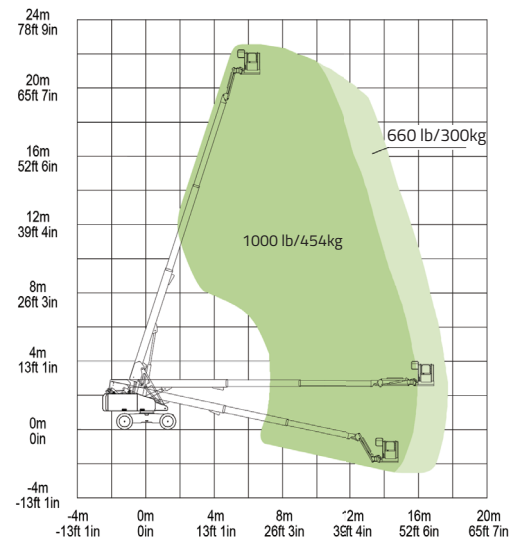 24m
78ft 9in
20m
65ft 7in
16m
52ft 6in
12m
39ft 4in
8m
26ft 3in
4m
13ft 1in
0m
0in
-4m
-13ft 1in
660 lb/300kg
1000 lb/454kg
-4m 0m 4m 8m 12m 16m 20m
-13ft 1in 0in 13ft 1in 26ft 3in 39ft 4in 52ft 6in 65ft 7in